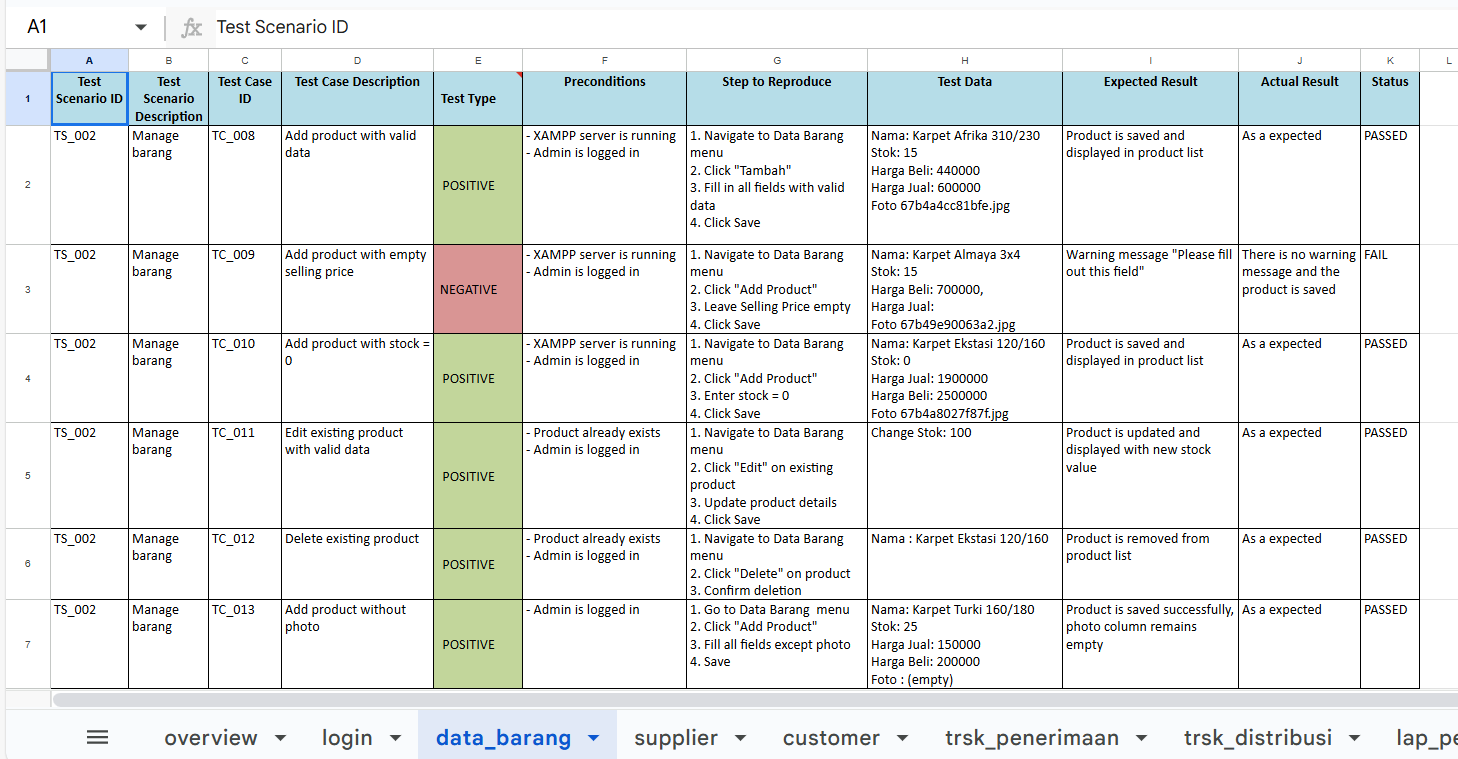 A1
fx
Test Scenario ID
A B C D E F G H I J K L
1
Test
Scenario ID
Test
Scenario
Description
Test Case
ID
Test Case Description
Test Type
Preconditions
Step to Reproduce
Test Data
Expected Result
Actual Result
Status
2
TS_002
Manage
barang
TC_008
Add product with valid
data
POSITIVE
- XAMPP server is running
- Admin is logged in
1. Navigate to Data Barang
menu
2. Click "Tambah"
3. Fill in all fields with valid
data
4. Click Save
Nama: Karpet Afrika 310/230
Stok: 15
Harga Beli: 440000
Harga Jual: 600000
Foto 67b4a4cc81bfe.jpg
Product is saved and
displayed in product list
As a expected
PASSED
3
TS_002
Manage
barang
TC_009
Add product with empty
selling price
NEGATIVE
- XAMPP server is running
- Admin is logged in
1. Navigate to Data Barang
menu
2. Click "Add Product"
3. Leave Selling Price empty
4. Click Save
Nama: Karpet Almaya 3x4
Stok: 15
Harga Beli: 700000,
Harga Jual:
Foto 67b49e90063a2.jpg
Warning message "Please fill
out this field"
There is no warning
message and the
product is saved
FAIL
4
TS_002
Manage
barang
TC_010
Add product with stock =
0
POSITIVE
- XAMPP server is running
- Admin is logged in
1. Navigate to Data Barang
menu
2. Click "Add Product"
3. Enter stock = 0
4. Click Save
Nama: Karpet Ekstasi 120/160
Stok: 0
Harga Jual: 1900000
Harga Beli: 2500000
Foto 67b4a8027f87f.jpg
Product is saved and
displayed in product list
As a expected
PASSED
5
TS_002
Manage
barang
TC_011
Edit existing product
with valid data
POSITIVE
- Product already exists
- Admin is logged in
1. Navigate to Data Barang
menu
2. Click "Edit" on existing
product
3. Update product details
4. Click Save
Change Stok: 100
Product is updated and
displayed with new stock
value
As a expected
PASSED
6
TS_002
Manage
barang
TC_012
Delete existing product
POSITIVE
- Product already exists
- Admin is logged in
1. Navigate to Data Barang
menu
2. Click "Delete" on product
3. Confirm deletion
Nama : Karpet Ekstasi 120/160
Product is removed from
product list
As a expected
PASSED
7
TS_002
Manage
barang
TC_013
Add product without
photo
POSITIVE
- Admin is logged in
1. Go to Data Barang  menu
2. Click "Add Product"
3. Fill all fields except photo
4. Save
Nama: Karpet Turki 160/180
Stok: 25
Harga Jual: 150000
Harga Beli: 200000
Foto : (empty)
Product is saved successfully,
photo column remains
empty
As a expected
PASSED
overview login data_barang supplier customer trsk_penerimaan trsk_distribusi lap_pe